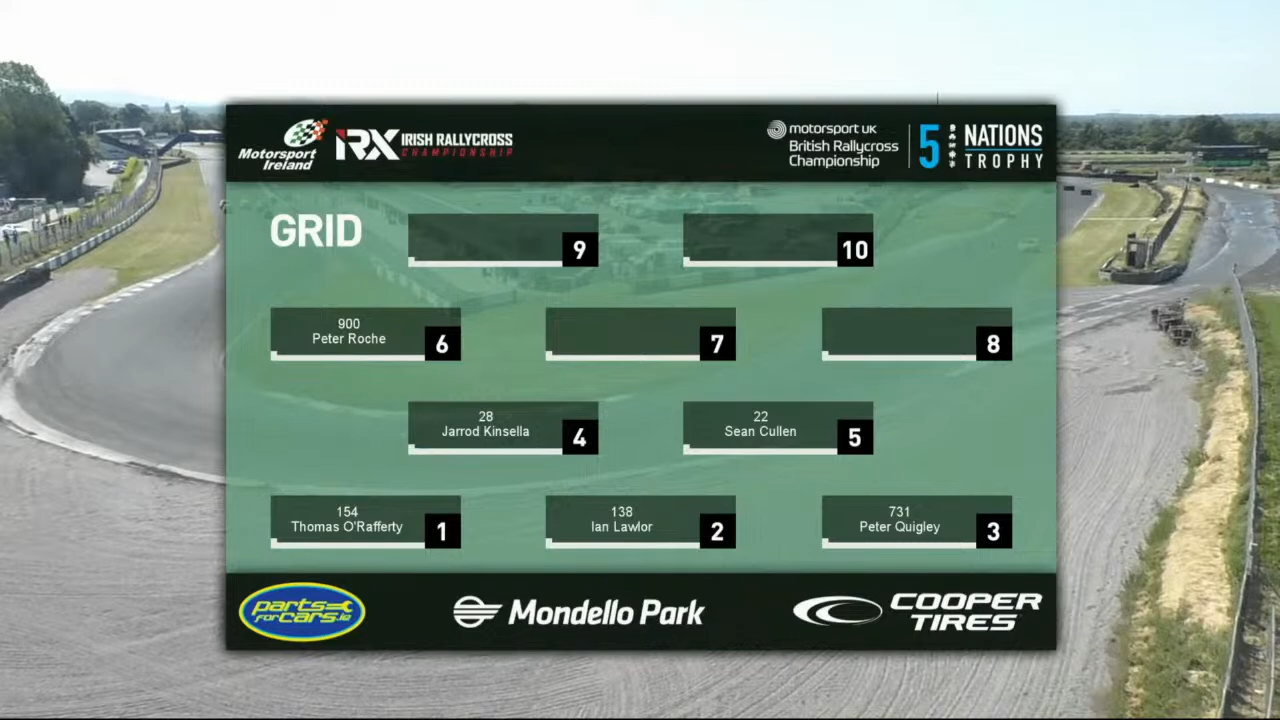 Motorsport
Ireland
iRX IRISH RALLYCROSS
CHAMPIONSHIP
motorsport uk
British Rallycross
Championship
5 NATIONS
TROPHY
GRID
9
10
900
Peter Roche
6
7
8
28
Jarrod Kinsella
4
22
Sean Cullen
5
154
Thomas O'Rafferty
1
138
Ian Lawlor
2
731
Peter Quigley
3
parts
forcars.ie
Mondello Park
COOPER
TIRES